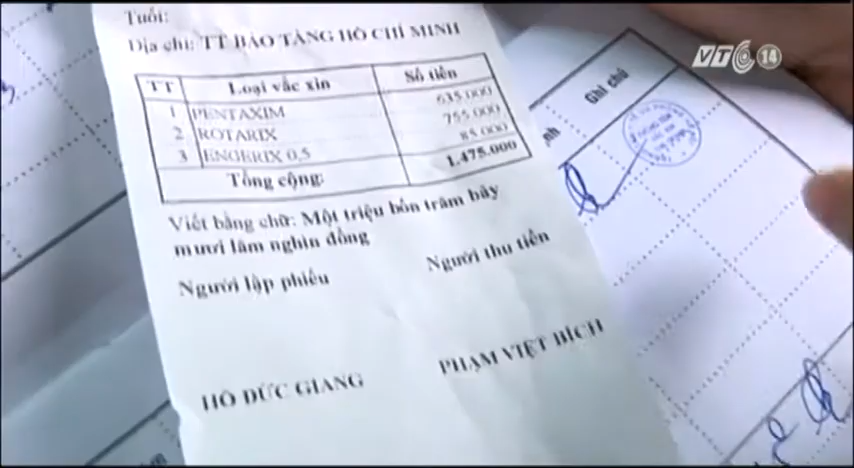 Tuổi:
Địa chỉ: TT BẢO TÀNG HỒ CHÍ MINH
TT Loại vắc xin Số tiền
1 PENTAXIM 635.000
2 ROTARIX 755.000
3 ENGERIX 0,5 85.000
Tổng cộng: 1.475.000
Viết bằng chữ: Một triệu bốn trăm bảy
mươi lăm nghìn đồng
Người lập phiếu Người thu tiền
HỒ ĐỨC GIANG PHẠM VIỆT BÍCH
Ghi chú
VTC 14